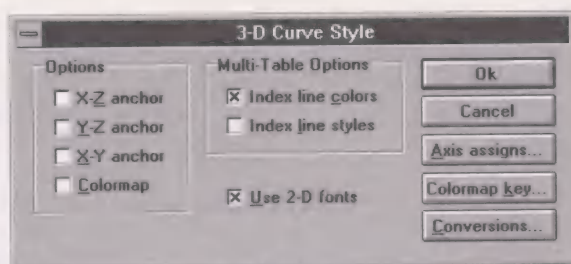 3-D Curve Style
Options
X-Z anchor
Y-Z anchor
X-Y anchor
Colormap
Multi-Table Options
Index line colors
Index line styles
Use 2-D fonts
Ok
Cancel
Axis assigns...
Colormap key...
Conversions...